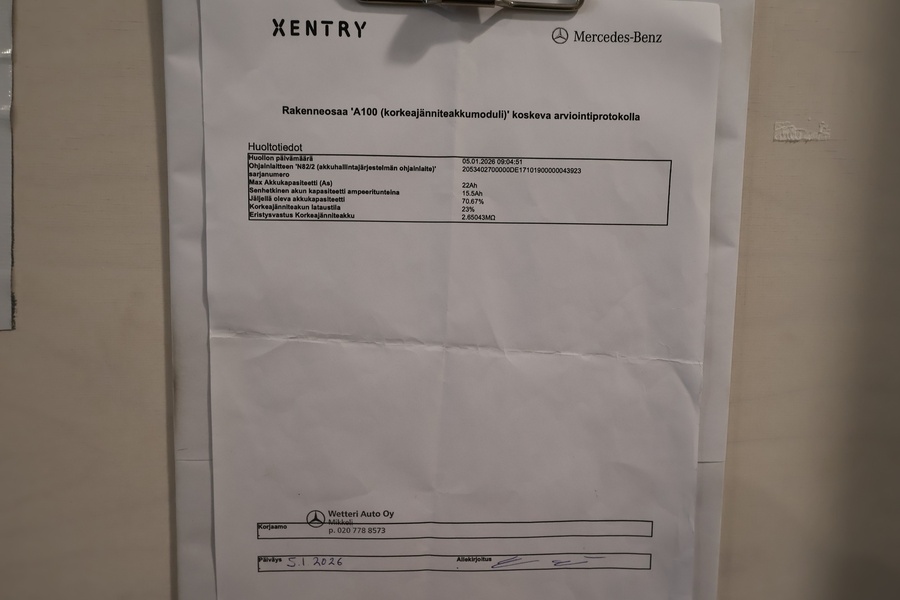 XENTRY
Mercedes-Benz
Rakenneosaa 'A100 (korkeajänniteakkumoduli)' koskeva arviointiprotokolla
Huoltotiedot
Huollon päivämäärä 05.01.2026 09:04:51
Ohjainlaitteen 'N82/2 (akkuhallintajärjestelmän ohjainlaite)' sarjanumero 2053402700000DE17101900000043923
Max Akkukapasiteetti (As) 22Ah
Senhetkinen akun kapasiteetti ampeeritunteina 15.5Ah
Jäljellä oleva akkukapasiteetti 70.67%
Korkeajänniteakun lataustila 23%
Eristysvastus Korkeajänniteakku 2.65043MΩ
Wetteri Auto Oy
Mikkeli
Korjaamo p. 020 778 8573
Päiväys 5.1 2026 Allekirjoitus